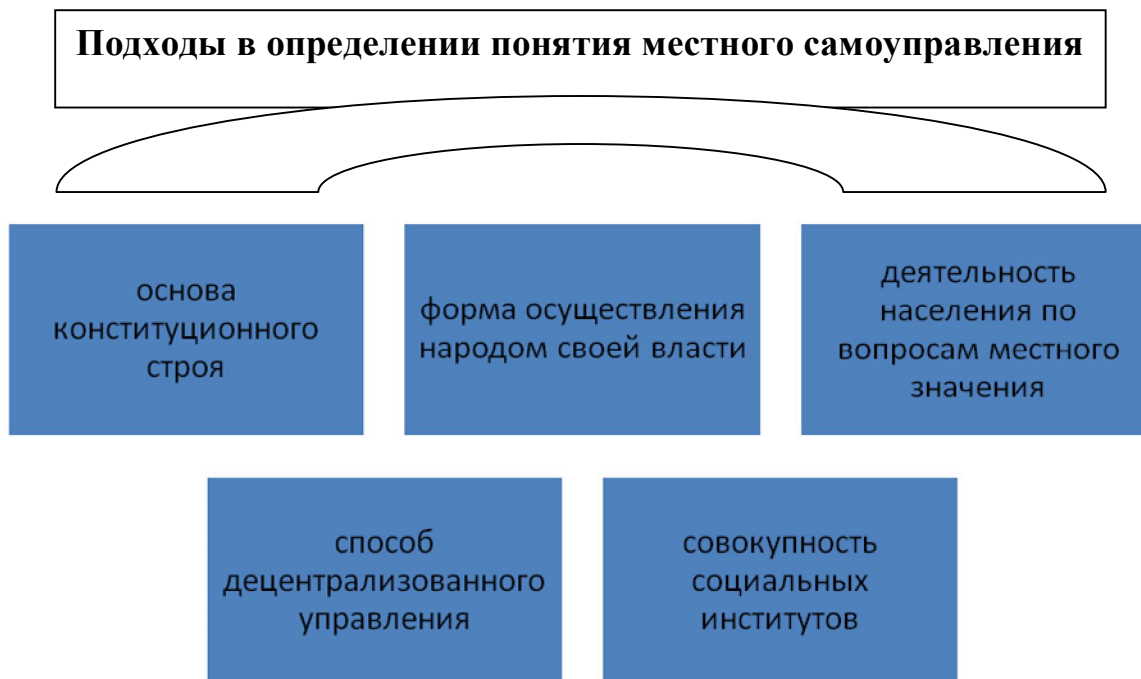 Подходы в определении понятия местного самоуправления
основа
конституционного
строя
форма осуществления
народом своей власти
деятельность
населения по
вопросам местного
значения
способ
децентрализованного
управления
совокупность
социальных
институтов